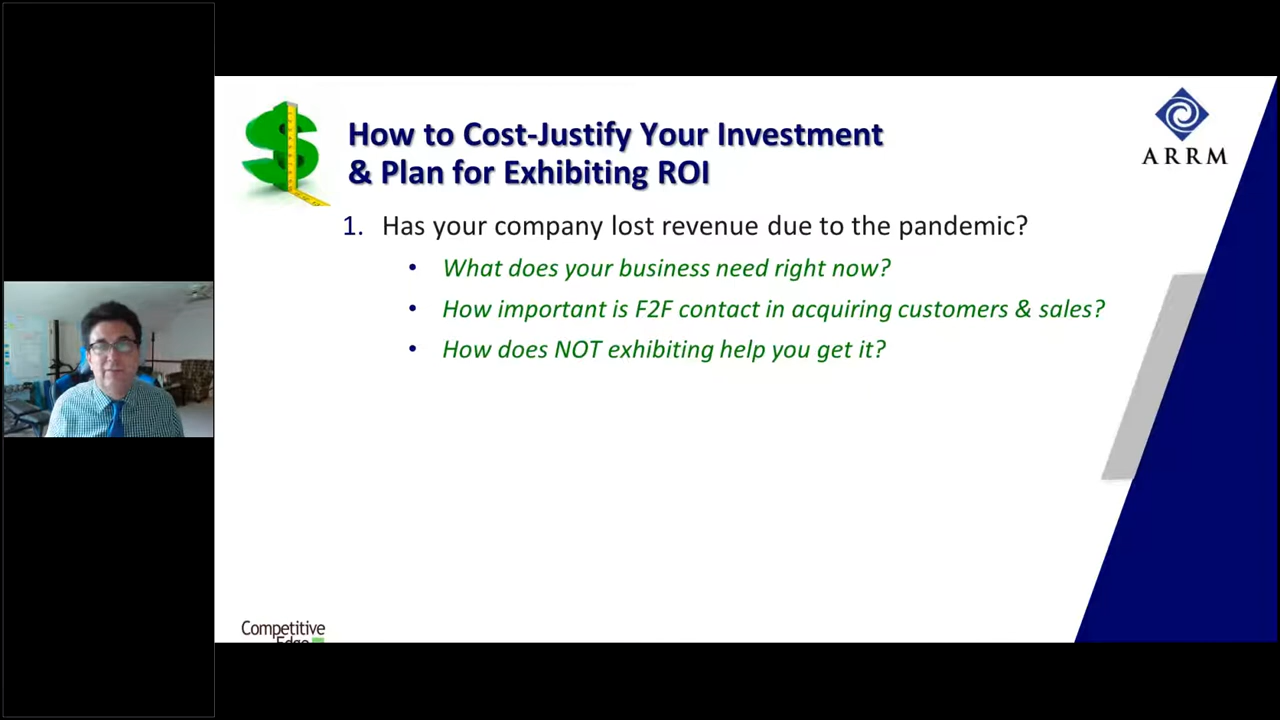 How to Cost-Justify Your Investment
& Plan for Exhibiting ROI
ARRM
1. Has your company lost revenue due to the pandemic?
• What does your business need right now?
• How important is F2F contact in acquiring customers & sales?
• How does NOT exhibiting help you get it?
Competitive
Edge